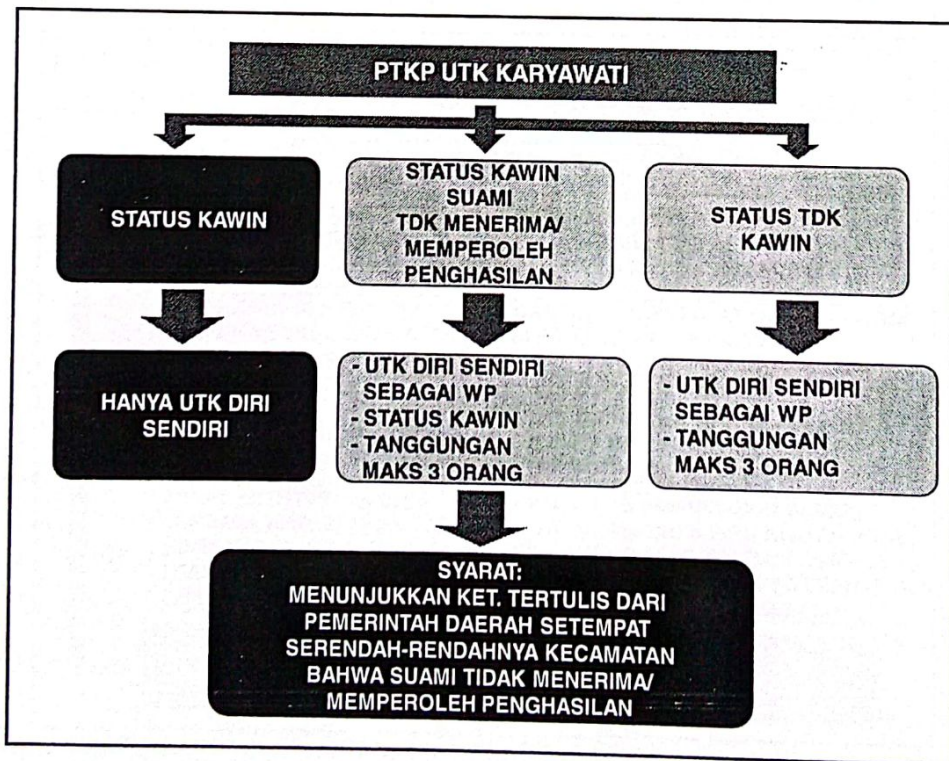 PTKP UTK KARYAWATI
STATUS KAWIN
STATUS KAWIN
SUAMI
TDK MENERIMA/
MEMPEROLEH
PENGHASILAN
STATUS TDK
KAWIN
HANYA UTK DIRI
SENDIRI
- UTK DIRI SENDIRI
SEBAGAI WP
- STATUS KAWIN
- TANGGUNGAN
MAKS 3 ORANG
- UTK DIRI SENDIRI
SEBAGAI WP
- TANGGUNGAN
MAKS 3 ORANG
SYARAT:
MENUNJUKKAN KET. TERTULIS DARI
PEMERINTAH DAERAH SETEMPAT
SERENDAH-RENDAHNYA KECAMATAN
BAHWA SUAMI TIDAK MENERIMA/
MEMPEROLEH PENGHASILAN